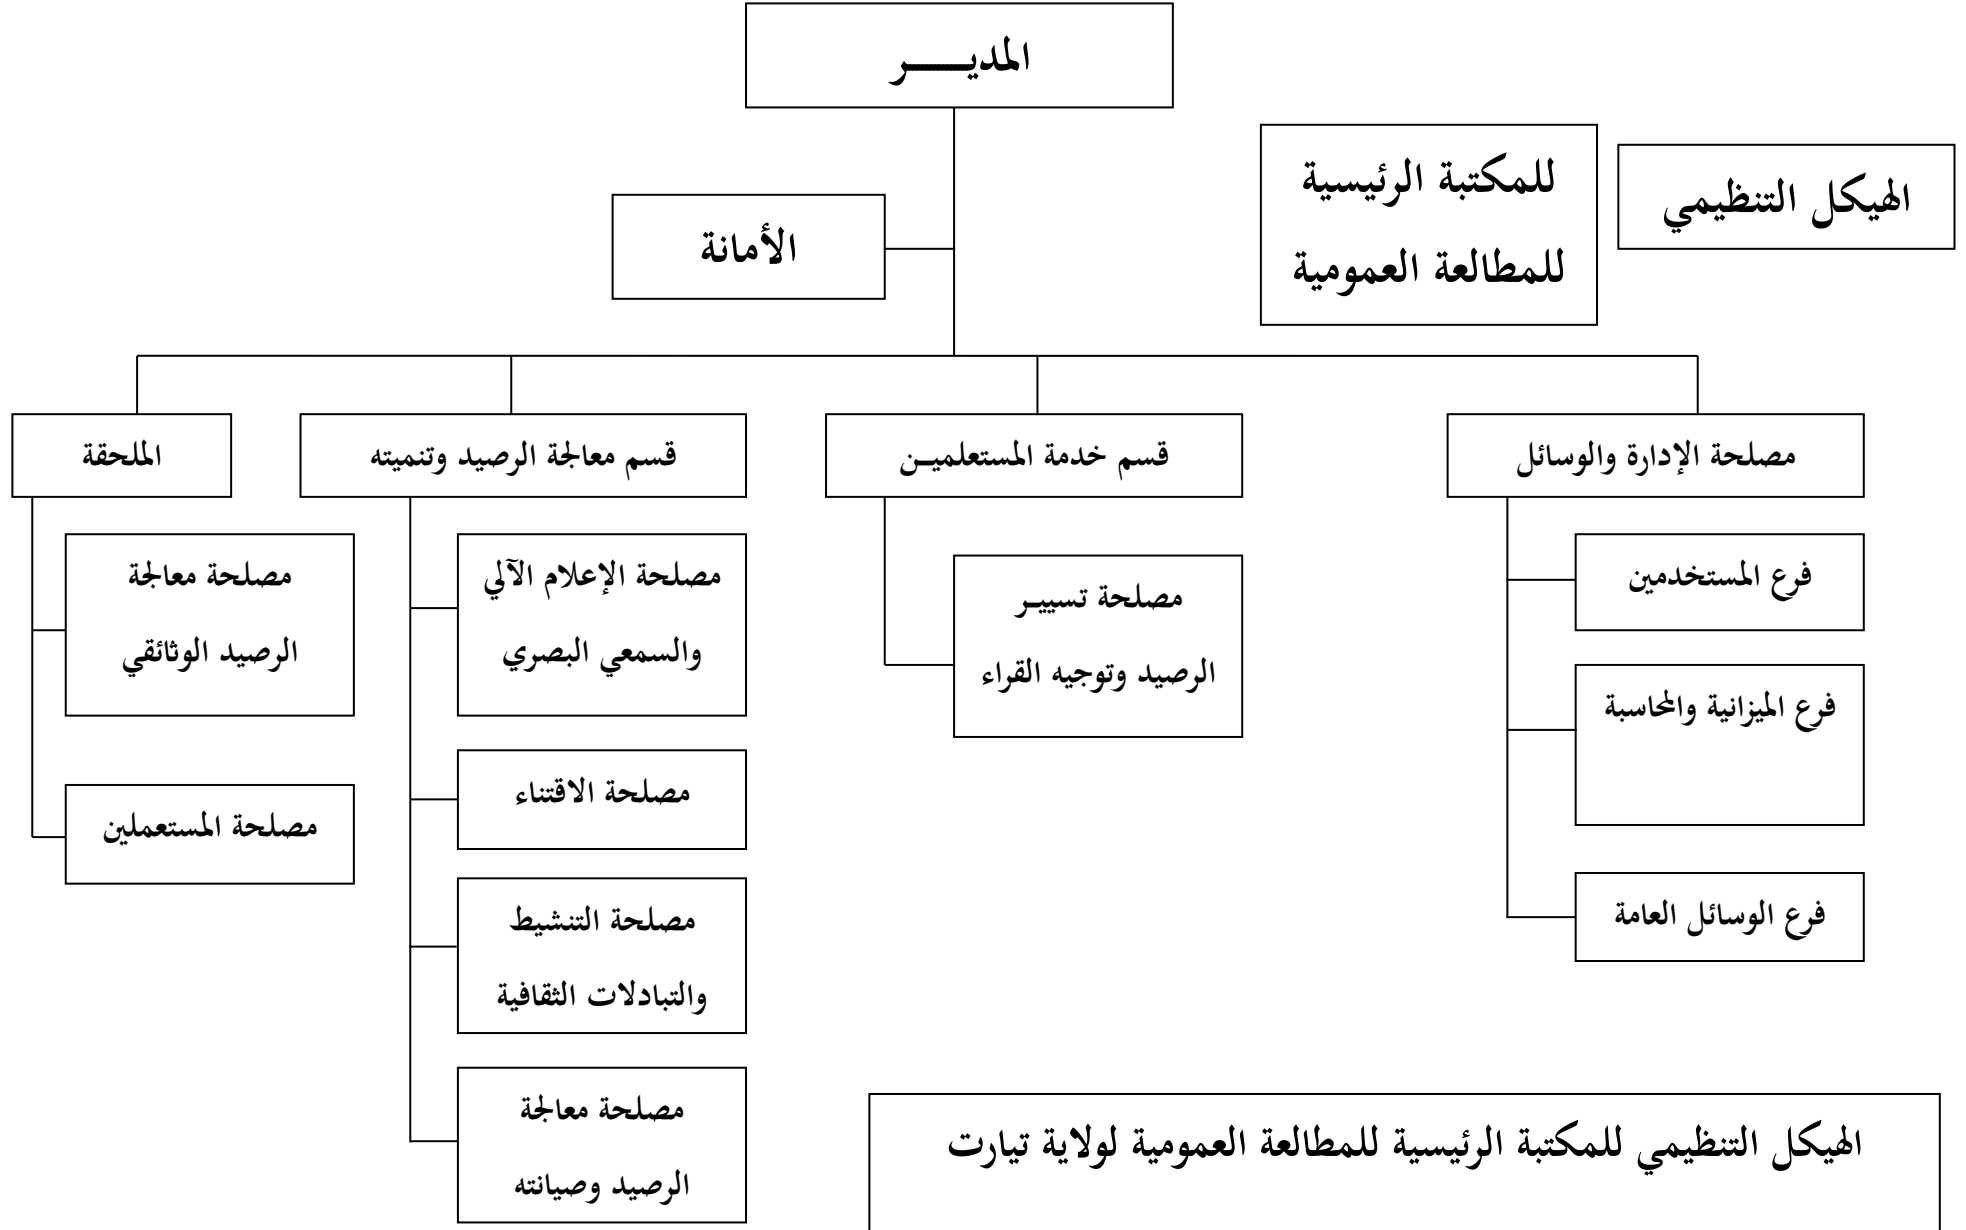 المديــــــر
الهيكل التنظيمي
للمكتبة الرئيسية
للمطالعة العمومية
الأمانة
مصلحة الإدارة والوسائل
فرع المستخدمين
فرع الميزانية والمحاسبة
فرع الوسائل العامة
قسم خدمة المستعلميــن
مصلحة تسييـر
الرصيد وتوجيه القراء
قسم معالجة الرصيد وتنميته
مصلحة الإعلام الآلي
والسمعي البصري
مصلحة الاقتناء
مصلحة التنشيط
والتبادلات الثقافية
مصلحة معالجة
الرصيد وصيانته
الملحقة
مصلحة معالجة
الرصيد الوثائقي
مصلحة المستعملين
الهيكل التنظيمي للمكتبة الرئيسية للمطالعة العمومية لولاية تيارت